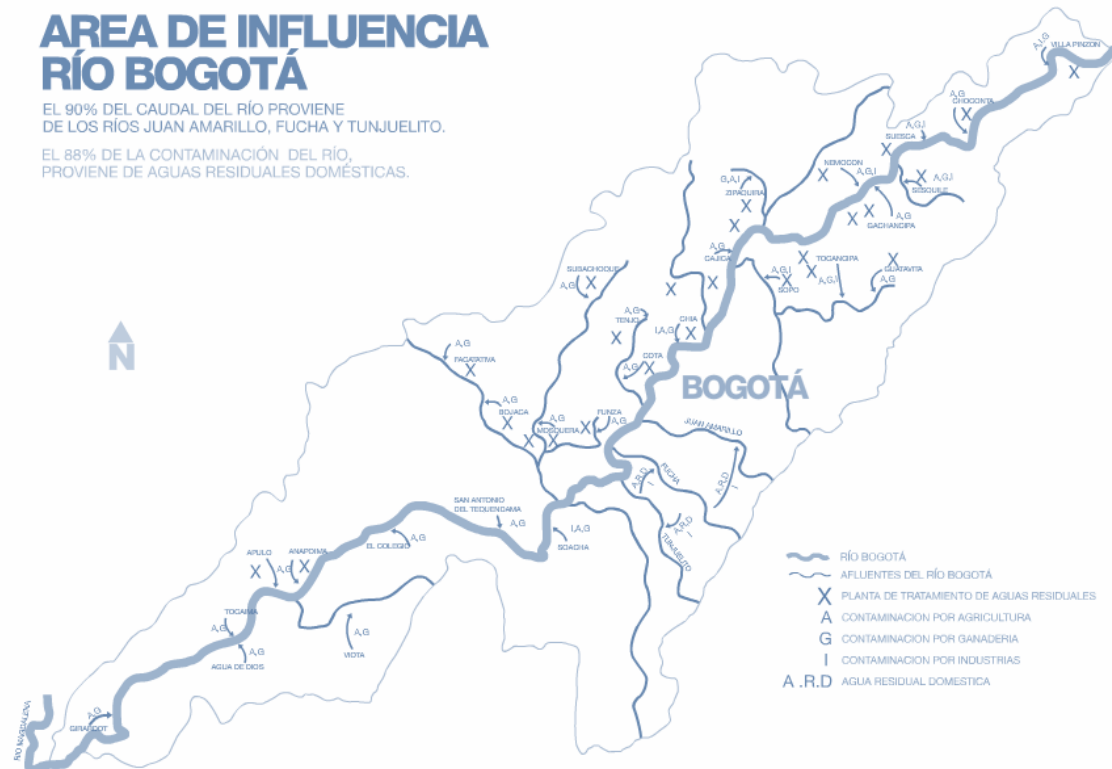 AREA DE INFLUENCIA
RÍO BOGOTÁ
EL 90% DEL CAUDAL DEL RÍO PROVIENE
DE LOS RÍOS JUAN AMARILLO, FUCHA Y TUNJUELITO.
EL 88% DE LA CONTAMINACIÓN DEL RÍO,
PROVIENE DE AGUAS RESIDUALES DOMÉSTICAS.
A,I,G
VILLA PINZON
A,G
CHOCONTA
A,G,I
SUESCA
NEMOCON
A,G,I
A,G,I
SESQUILE
G,A,I
ZIPAQUIRA
A,G
GACHANCIPA
A,G
CAJICA
TOCANCIPA
A,G,I
SOPO
A,G,I
GUATAVITA
A,G
SUBACHOQUE
A,G
A,G
TENJO
I,A,G
CHIA
COTA
A,G
N
A,G
FACATATIVA
BOGOTÁ
A,G
BOJACA
A,G
MOSQUERA
FUNZA
A,G
JUAN AMARILLO
FUCHA
A,R,D
I
A,R,D
I
A,R,D
I
TUNJUELITO
SAN ANTONIO
DEL TEQUENDAMA
A,G
I,A,G
SOACHA
A,G
EL COLEGIO
APULO
A,G
ANAPOIMA
TOCAIMA
A,G
A,G
AGUA DE DIOS
A,G
VIOTA
A,G
GIRARDOT
RÍO MAGDALENA
RÍO BOGOTÁ
AFLUENTES DEL RÍO BOGOTÁ
X PLANTA DE TRATAMIENTO DE AGUAS RESIDUALES
A CONTAMINACION POR AGRICULTURA
G CONTAMINACION POR GANADERIA
I CONTAMINACION POR INDUSTRIAS
A .R.D AGUA RESIDUAL DOMESTICA